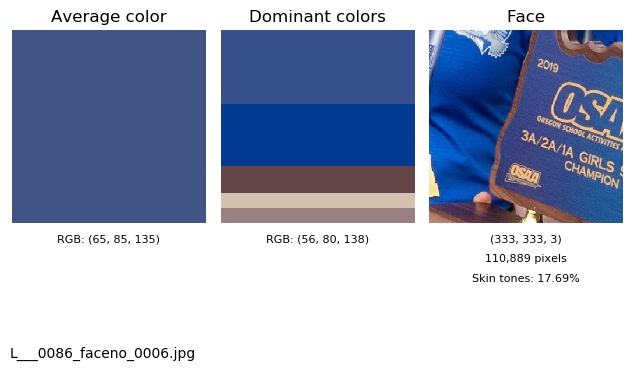 Average color
Dominant colors
Face
2019
OSAA
OREGON SCHOOL ACTIVITIES
3A/2A/1A GIRLS S
CHAMPION
OSAA
RGB: (65, 85, 135)
RGB: (56, 80, 138)
(333, 333, 3)
110,889 pixels
Skin tones: 17.69%
L___0086_faceno_0006.jpg